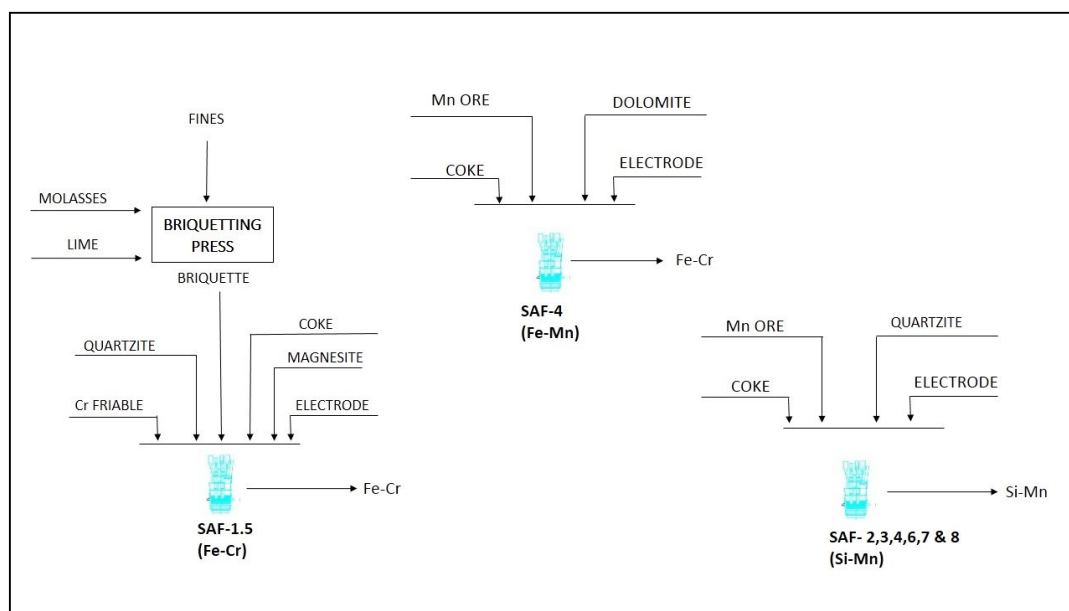 FINES
MOLASSES
LIME
BRIQUETTING
PRESS
BRIQUETTE
QUARTZITE
Cr FRIABLE
COKE
MAGNESITE
ELECTRODE
Fe-Cr
SAF-1.5
(Fe-Cr)
Mn ORE
COKE
DOLOMITE
ELECTRODE
Fe-Cr
SAF-4
(Fe-Mn)
Mn ORE
COKE
QUARTZITE
ELECTRODE
Si-Mn
SAF- 2,3,4,6,7 & 8
(Si-Mn)